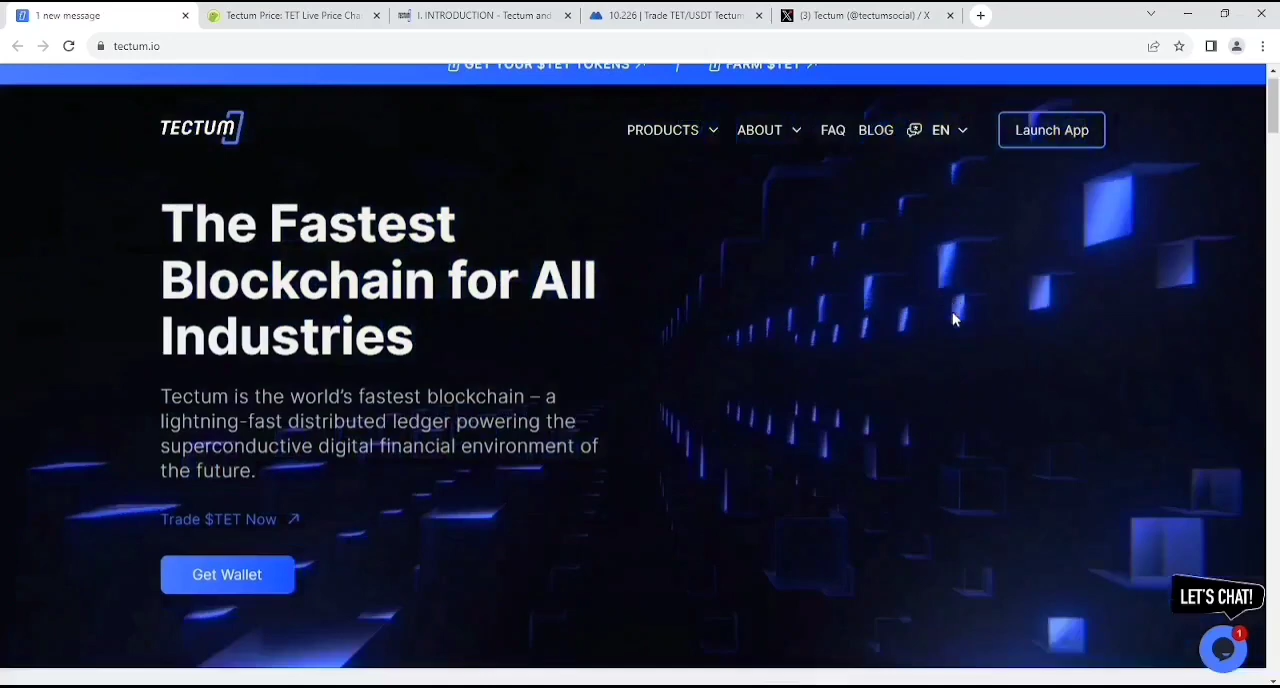 1 new message
Tectum Price: TET Live Price Cha
I. INTRODUCTION - Tectum and
10.226 | Trade TET/USDT Tectum
(3) Tectum (@tectumsocial) / X
tectum.io
GET YOUR $TET TOKENS
FARM $TET
TECTUM
PRODUCTS
ABOUT
FAQ
BLOG
EN
Launch App
The Fastest
Blockchain for All
Industries
Tectum is the world's fastest blockchain – a
lightning-fast distributed ledger powering the
superconductive digital financial environment of
the future.
Trade $TET Now
Get Wallet
LET'S CHAT!
1